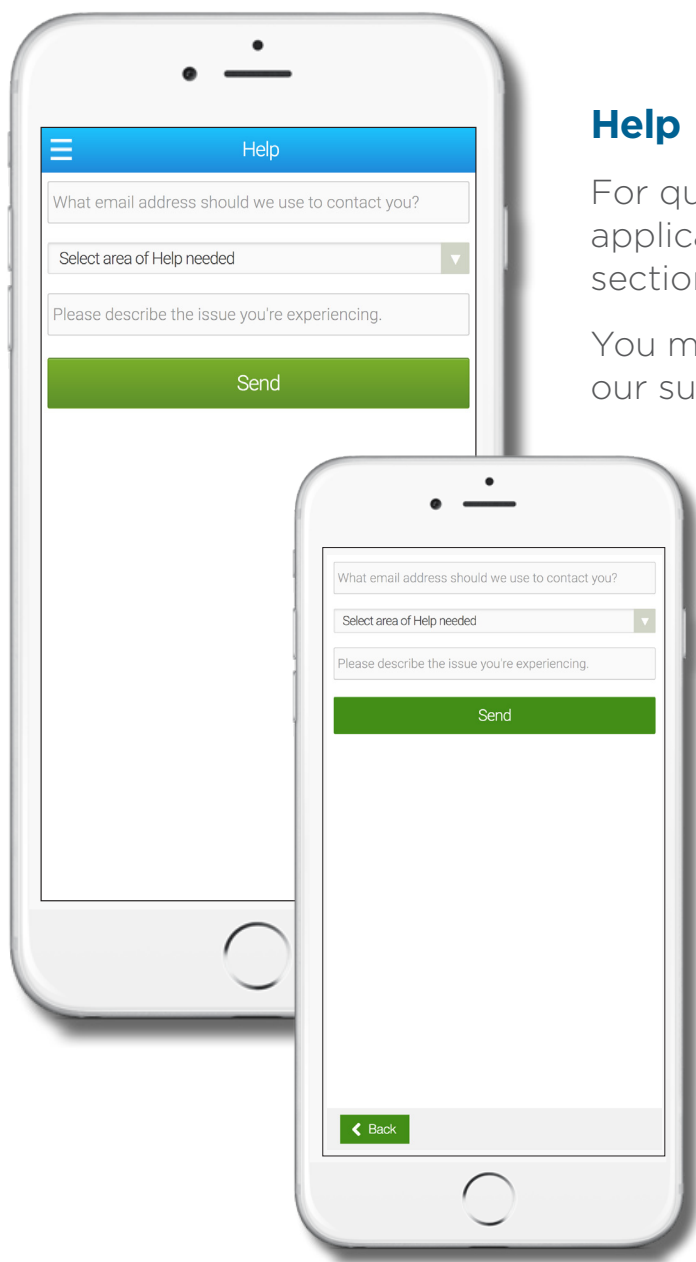 Help
What email address should we use to contact you?
Select area of Help needed
Please describe the issue you're experiencing.
Send
What email address should we use to contact you?
Select area of Help needed
Please describe the issue you're experiencing.
Send
Back
Help
For qu
applica
section
You m
our su